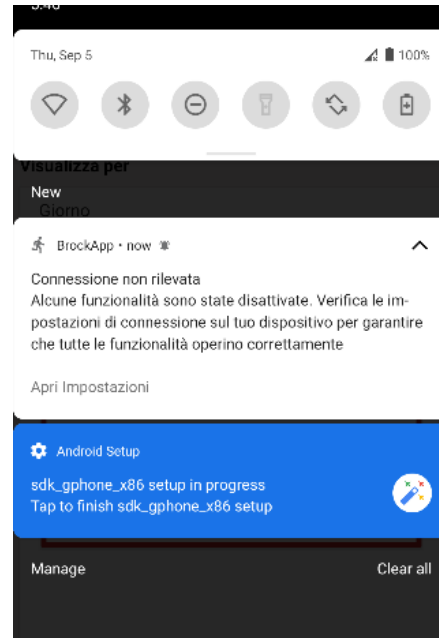 Thu, Sep 5
100%
Visualizza per
New
Giorno
BrockApp • now
Connessione non rilevata
Alcune funzionalità sono state disattivate. Verifica le im-
postazioni di connessione sul tuo dispositivo per garantire
che tutte le funzionalità operino correttamente
Apri Impostazioni
Android Setup
sdk_gphone_x86 setup in progress
Tap to finish sdk_gphone_x86 setup
Manage
Clear all